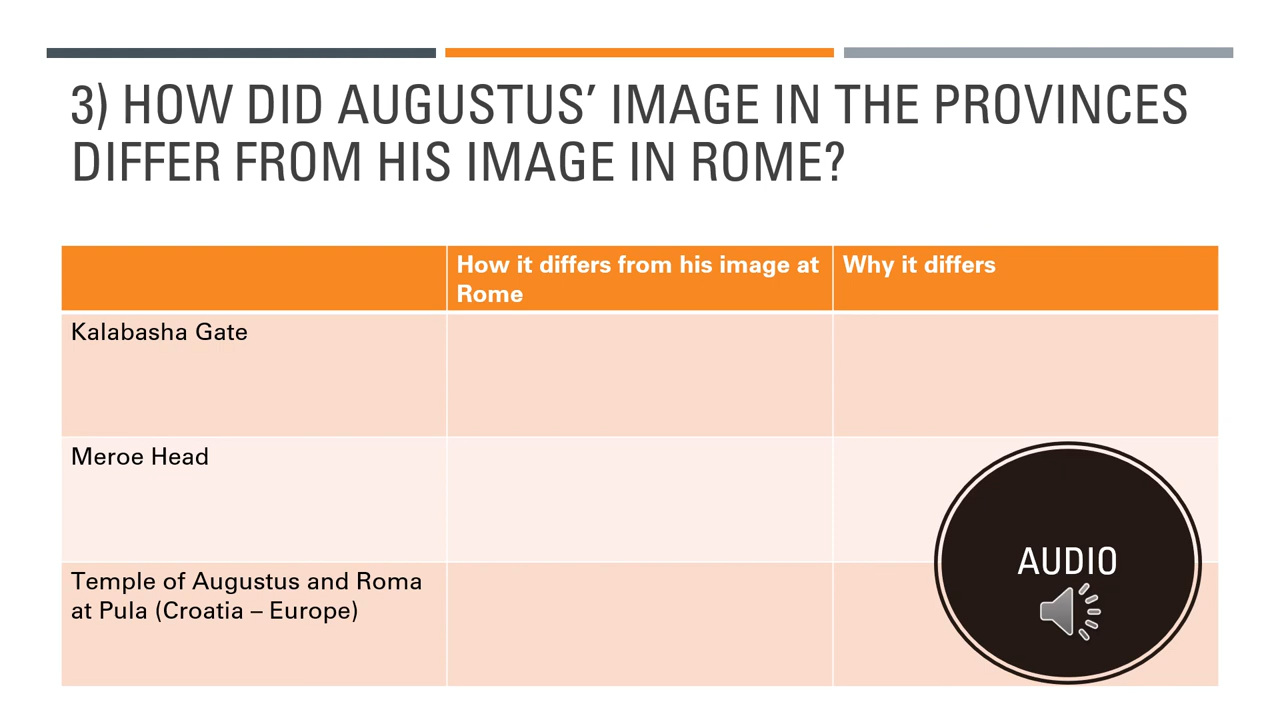 3) HOW DID AUGUSTUS’ IMAGE IN THE PROVINCES
DIFFER FROM HIS IMAGE IN ROME?
How it differs from his image at
Rome
Why it differs
Kalabasha Gate
Meroe Head
Temple of Augustus and Roma
at Pula (Croatia – Europe)
AUDIO